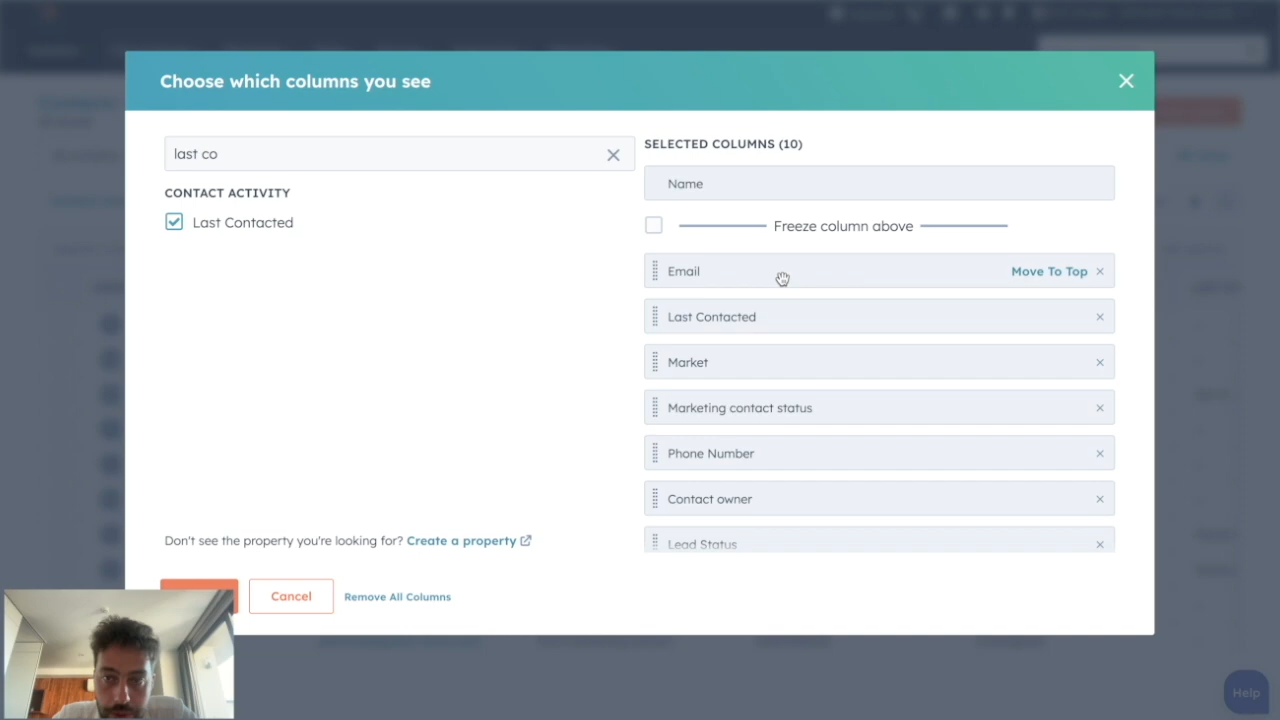 Choose which columns you see
last co
SELECTED COLUMNS (10)
CONTACT ACTIVITY
Name
Last Contacted
Freeze column above
Email
Move To Top
Last Contacted
Market
Marketing contact status
Phone Number
Contact owner
Lead Status
Don't see the property you're looking for? Create a property
Cancel
Remove All Columns
Help